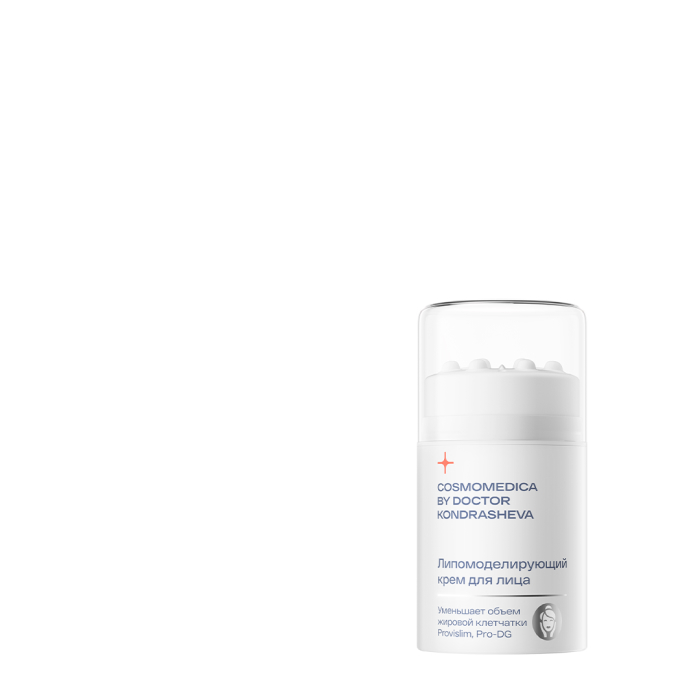 COSMOMEDICA
BY DOCTOR
KONDRASHEVA
Липомоделирующий
крем для лица
Уменьшает объем
жировой клетчатки
Provislim, Pro-DG